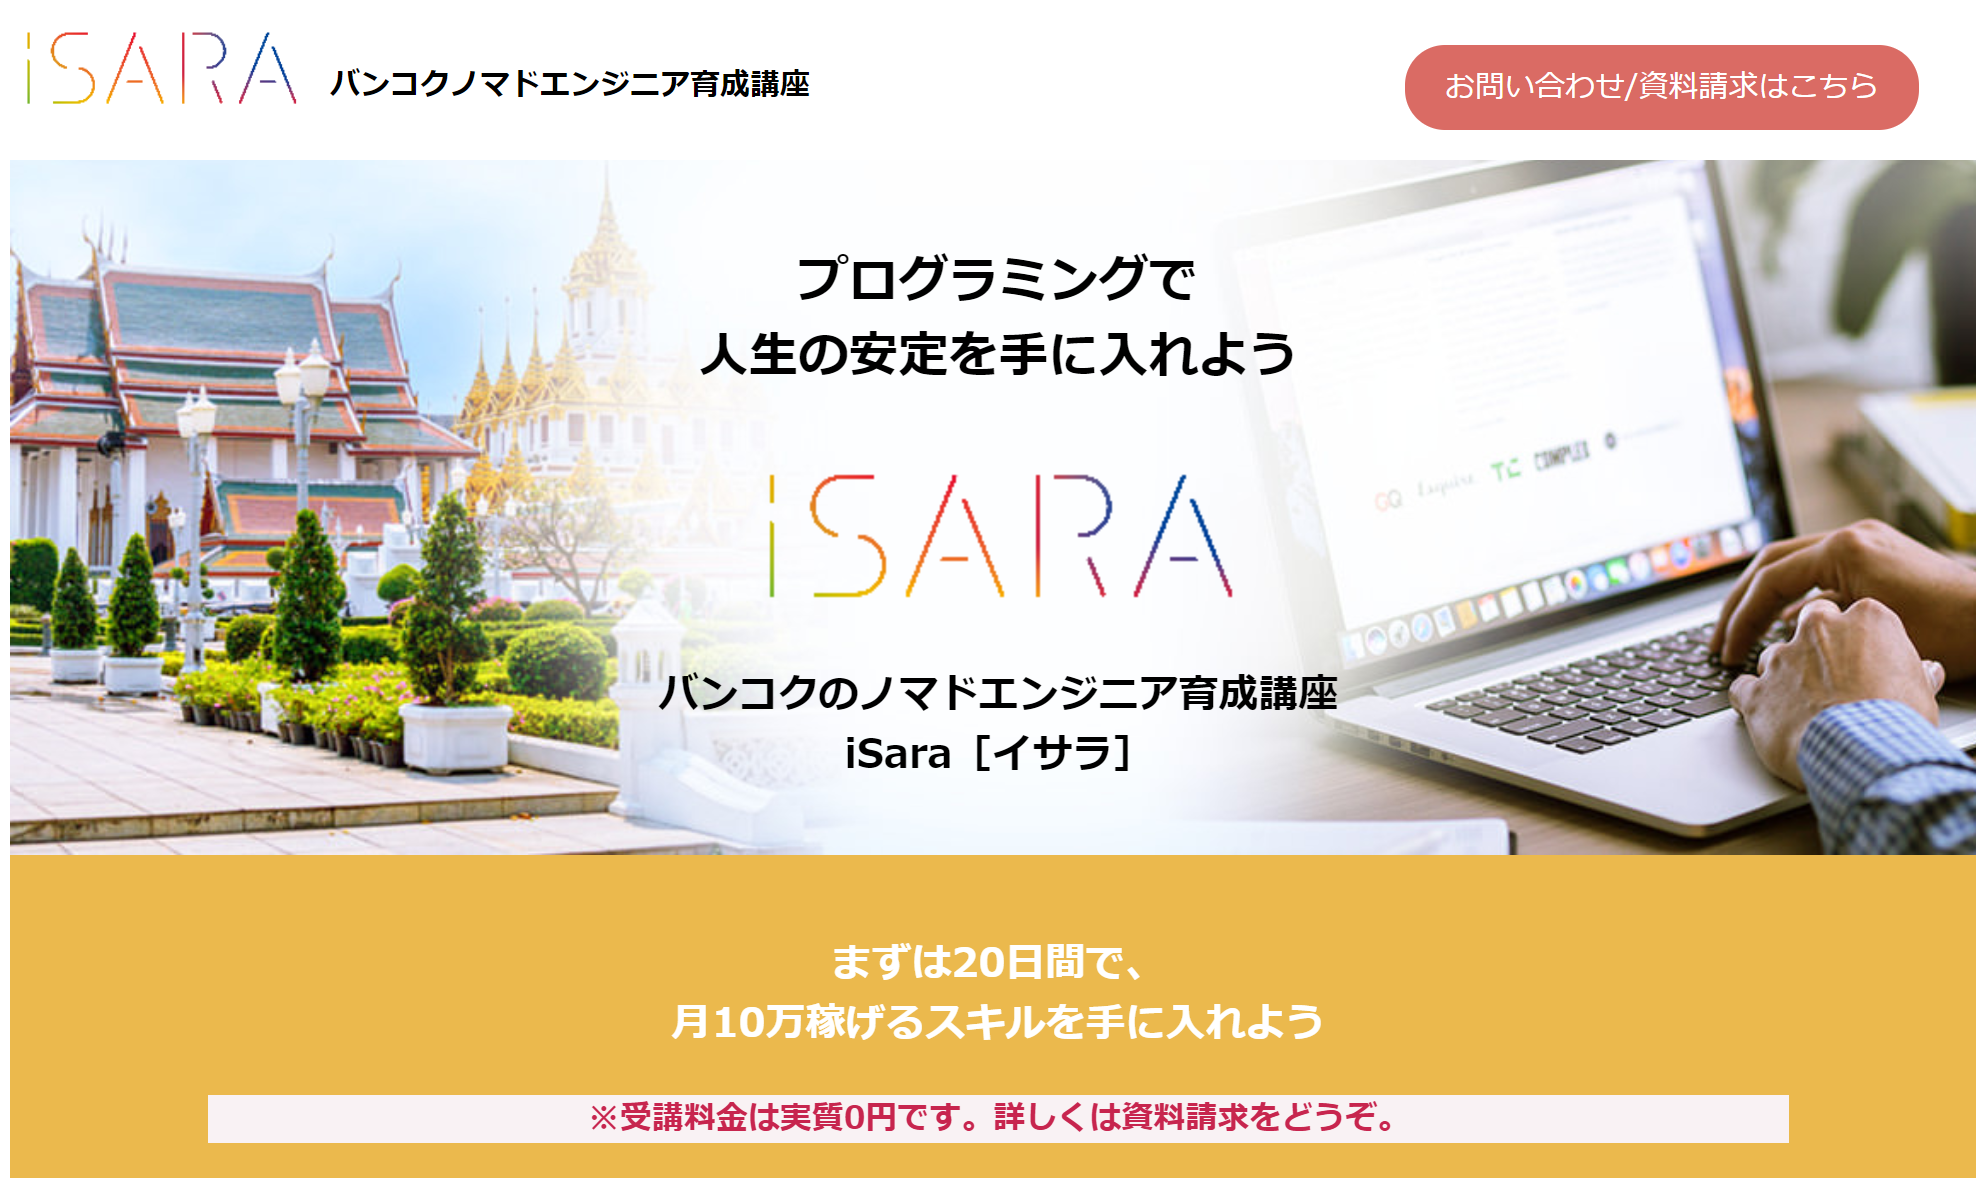 iSARA
バンコクノマドエンジニア育成講座
お問い合わせ/資料請求はこちら
プログラミングで
人生の安定を手に入れよう
iSARA
GQ Esquire TC COMPLEX
バンコクのノマドエンジニア育成講座
iSara［イサラ］
まずは20日間で、
月10万稼げるスキルを手に入れよう
※受講料金は実質0円です。詳しくは資料請求をどうぞ。